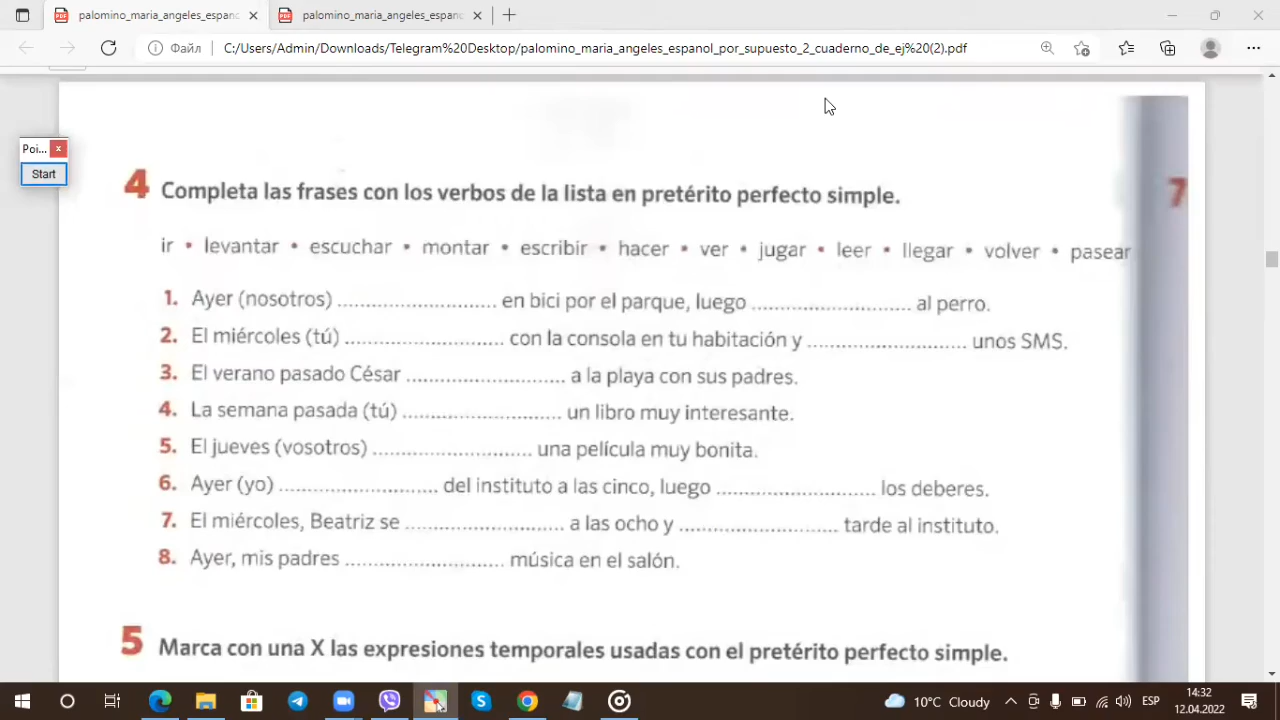 palomino_maria_angeles_espano
palomino_maria_angeles_espano
Файл
C:/Users/Admin/Downloads/Telegram%20Desktop/palomino_maria_angeles_espanol_por_supuesto_2_cuaderno_de_ej%20(2).pdf
Poi...
Start
4 Completa las frases con los verbos de la lista en pretérito perfecto simple.
7
ir • levantar • escuchar • montar • escribir • hacer • ver • jugar • leer • llegar • volver • pasear
1. Ayer (nosotros) ........................... en bici por el parque, luego ........................... al perro.
2. El miércoles (tú) ........................... con la consola en tu habitación y ........................... unos SMS.
3. El verano pasado César ........................... a la playa con sus padres.
4. La semana pasada (tú) ........................... un libro muy interesante.
5. El jueves (vosotros) ........................... una película muy bonita.
6. Ayer (yo) ........................... del instituto a las cinco, luego ........................... los deberes.
7. El miércoles, Beatriz se ........................... a las ocho y ........................... tarde al instituto.
8. Ayer, mis padres ........................... música en el salón.
5 Marca con una X las expresiones temporales usadas con el pretérito perfecto simple.
10°C Cloudy
ESP
14:32
12.04.2022